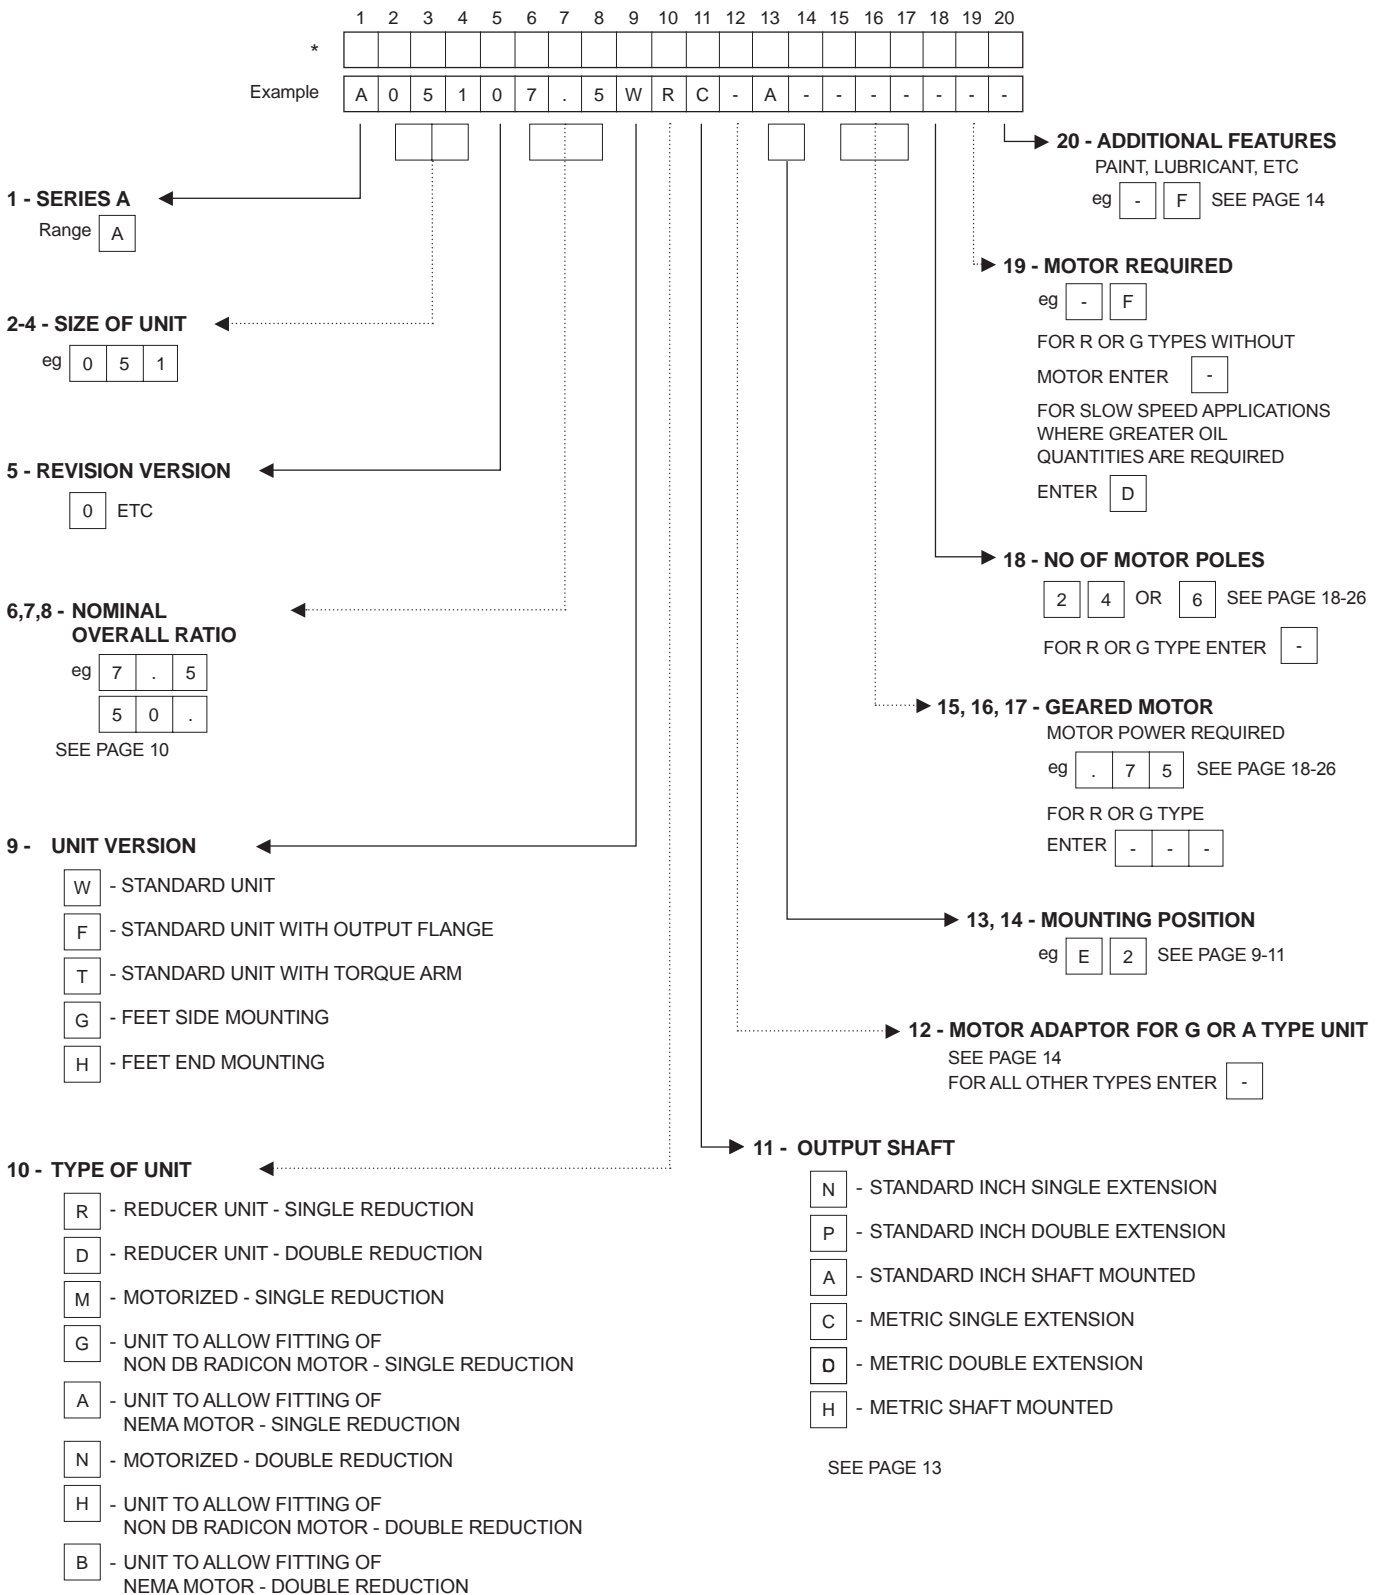 1 2 3 4 5 6 7 8 9 10 11 12 13 14 15 16 17 18 19 20
*
Example A 0 5 1 0 7 . 5 W R C - A - - - - - - -
1 - SERIES A
Range A
2-4 - SIZE OF UNIT
eg 0 5 1
5 - REVISION VERSION
0 ETC
6,7,8 - NOMINAL
OVERALL RATIO
eg 7 . 5
5 0 .
SEE PAGE 10
9 - UNIT VERSION
W - STANDARD UNIT
F - STANDARD UNIT WITH OUTPUT FLANGE
T - STANDARD UNIT WITH TORQUE ARM
G - FEET SIDE MOUNTING
H - FEET END MOUNTING
10 - TYPE OF UNIT
R - REDUCER UNIT - SINGLE REDUCTION
D - REDUCER UNIT - DOUBLE REDUCTION
M - MOTORIZED - SINGLE REDUCTION
G - UNIT TO ALLOW FITTING OF
NON DB RADICON MOTOR - SINGLE REDUCTION
A - UNIT TO ALLOW FITTING OF
NEMA MOTOR - SINGLE REDUCTION
N - MOTORIZED - DOUBLE REDUCTION
H - UNIT TO ALLOW FITTING OF
NON DB RADICON MOTOR - DOUBLE REDUCTION
B - UNIT TO ALLOW FITTING OF
NEMA MOTOR - DOUBLE REDUCTION
20 - ADDITIONAL FEATURES
PAINT, LUBRICANT, ETC
eg - F SEE PAGE 14
19 - MOTOR REQUIRED
eg - F
FOR R OR G TYPES WITHOUT
MOTOR ENTER -
FOR SLOW SPEED APPLICATIONS
WHERE GREATER OIL
QUANTITIES ARE REQUIRED
ENTER D
18 - NO OF MOTOR POLES
2 4 OR 6 SEE PAGE 18-26
FOR R OR G TYPE ENTER -
15, 16, 17 - GEARED MOTOR
MOTOR POWER REQUIRED
eg . 7 5 SEE PAGE 18-26
FOR R OR G TYPE
ENTER - - -
13, 14 - MOUNTING POSITION
eg E 2 SEE PAGE 9-11
12 - MOTOR ADAPTOR FOR G OR A TYPE UNIT
SEE PAGE 14
FOR ALL OTHER TYPES ENTER -
11 - OUTPUT SHAFT
N - STANDARD INCH SINGLE EXTENSION
P - STANDARD INCH DOUBLE EXTENSION
A - STANDARD INCH SHAFT MOUNTED
C - METRIC SINGLE EXTENSION
D - METRIC DOUBLE EXTENSION
H - METRIC SHAFT MOUNTED
SEE PAGE 13